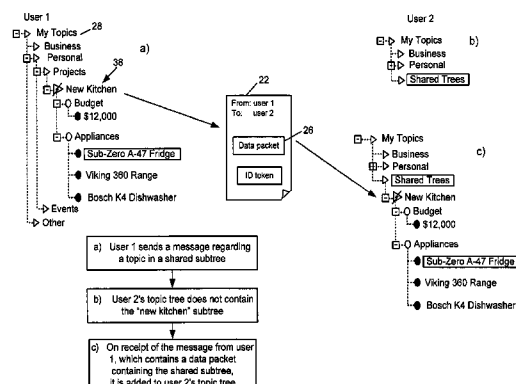 User 1
My Topics
28
Business
Personal
a)
Projects
38
New Kitchen
Budget
$12,000
Appliances
Sub-Zero A-47 Fridge
Viking 360 Range
Bosch K4 Dishwasher
Events
Other
22
From: user 1
To: user 2
Data packet
26
ID token
User 2
My Topics
b)
Business
Personal
Shared Trees
My Topics
c)
Business
Personal
Shared Trees
New Kitchen
Budget
$12,000
Appliances
Sub-Zero A-47 Fridge
Viking 360 Range
Bosch K4 Dishwasher
a) User 1 sends a message regarding
a topic in a shared subtree
b) User 2's topic tree does not contain
the "new kitchen" subtree
c) On receipt of the message from user
1, which contains a data packet
containing the shared subtree,
it is added to user 2's topic tree